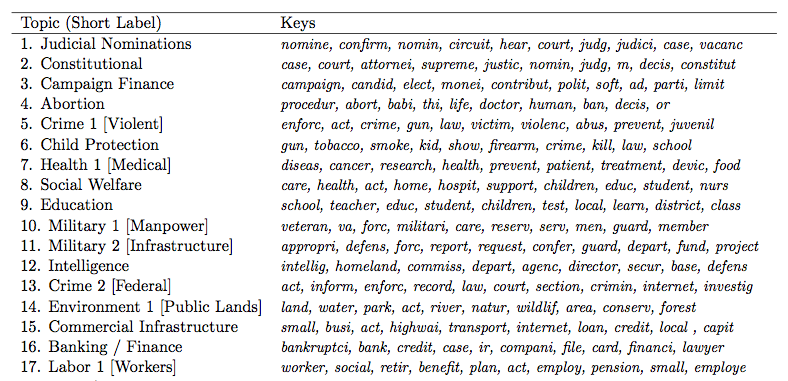 Topic (Short Label) Keys
1. Judicial Nominations nomine, confirm, nomin, circuit, hear, court, judg, judici, case, vacanc
2. Constitutional case, court, attornei, supreme, justic, nomin, judg, m, decis, constitut
3. Campaign Finance campaign, candid, elect, monei, contribut, polit, soft, ad, parti, limit
4. Abortion procedur, abort, babi, thi, life, doctor, human, ban, decis, or
5. Crime 1 [Violent] enforc, act, crime, gun, law, victim, violenc, abus, prevent, juvenil
6. Child Protection gun, tobacco, smoke, kid, show, firearm, crime, kill, law, school
7. Health 1 [Medical] diseas, cancer, research, health, prevent, patient, treatment, devic, food
8. Social Welfare care, health, act, home, hospit, support, children, educ, student, nurs
9. Education school, teacher, educ, student, children, test, local, learn, district, class
10. Military 1 [Manpower] veteran, va, forc, militari, care, reserv, serv, men, guard, member
11. Military 2 [Infrastructure] appropri, defens, forc, report, request, confer, guard, depart, fund, project
12. Intelligence intellig, homeland, commiss, depart, agenc, director, secur, base, defens
13. Crime 2 [Federal] act, inform, enforc, record, law, court, section, crimin, internet, investig
14. Environment 1 [Public Lands] land, water, park, act, river, natur, wildlif, area, conserv, forest
15. Commercial Infrastructure small, busi, act, highwai, transport, internet, loan, credit, local , capit
16. Banking / Finance bankruptci, bank, credit, case, ir, compani, file, card, financi, lawyer
17. Labor 1 [Workers] worker, social, retir, benefit, plan, act, employ, pension, small, employe